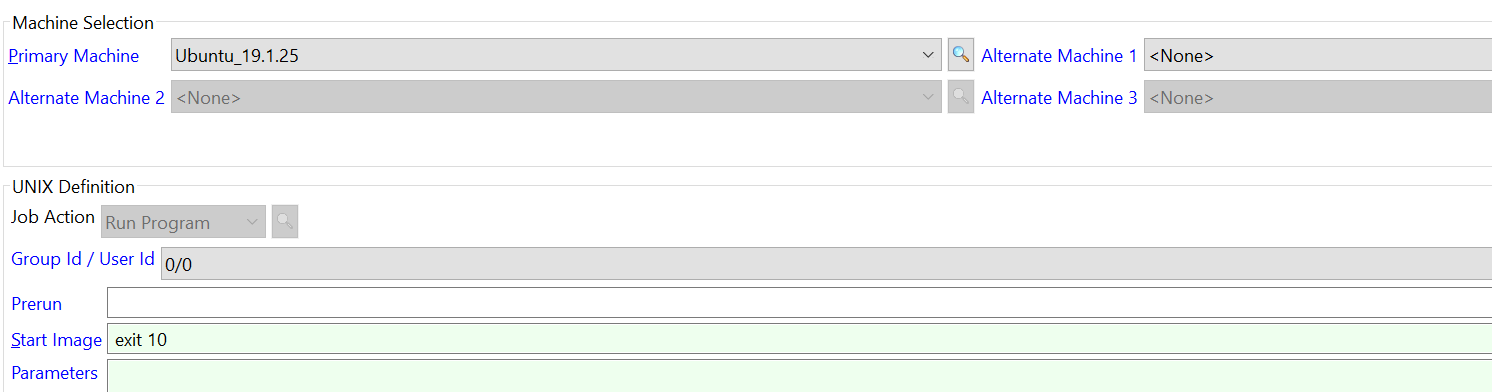 Machine Selection
Primary Machine Ubuntu_19.1.25 Alternate Machine 1 <None>
Alternate Machine 2 <None> Alternate Machine 3 <None>
UNIX Definition
Job Action Run Program
Group Id / User Id 0/0
Prerun
Start Image exit 10
Parameters